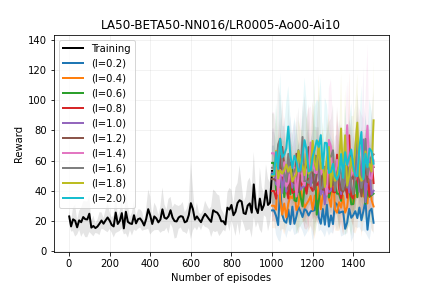 LA50-BETA50-NN016/LR0005-Ao00-Ai10
Reward
140
120
100
80
60
40
20
0
Training
(l=0.2)
(l=0.4)
(l=0.6)
(l=0.8)
(l=1.0)
(l=1.2)
(l=1.4)
(l=1.6)
(l=1.8)
(l=2.0)
0 200 400 600 800 1000 1200 1400
Number of episodes